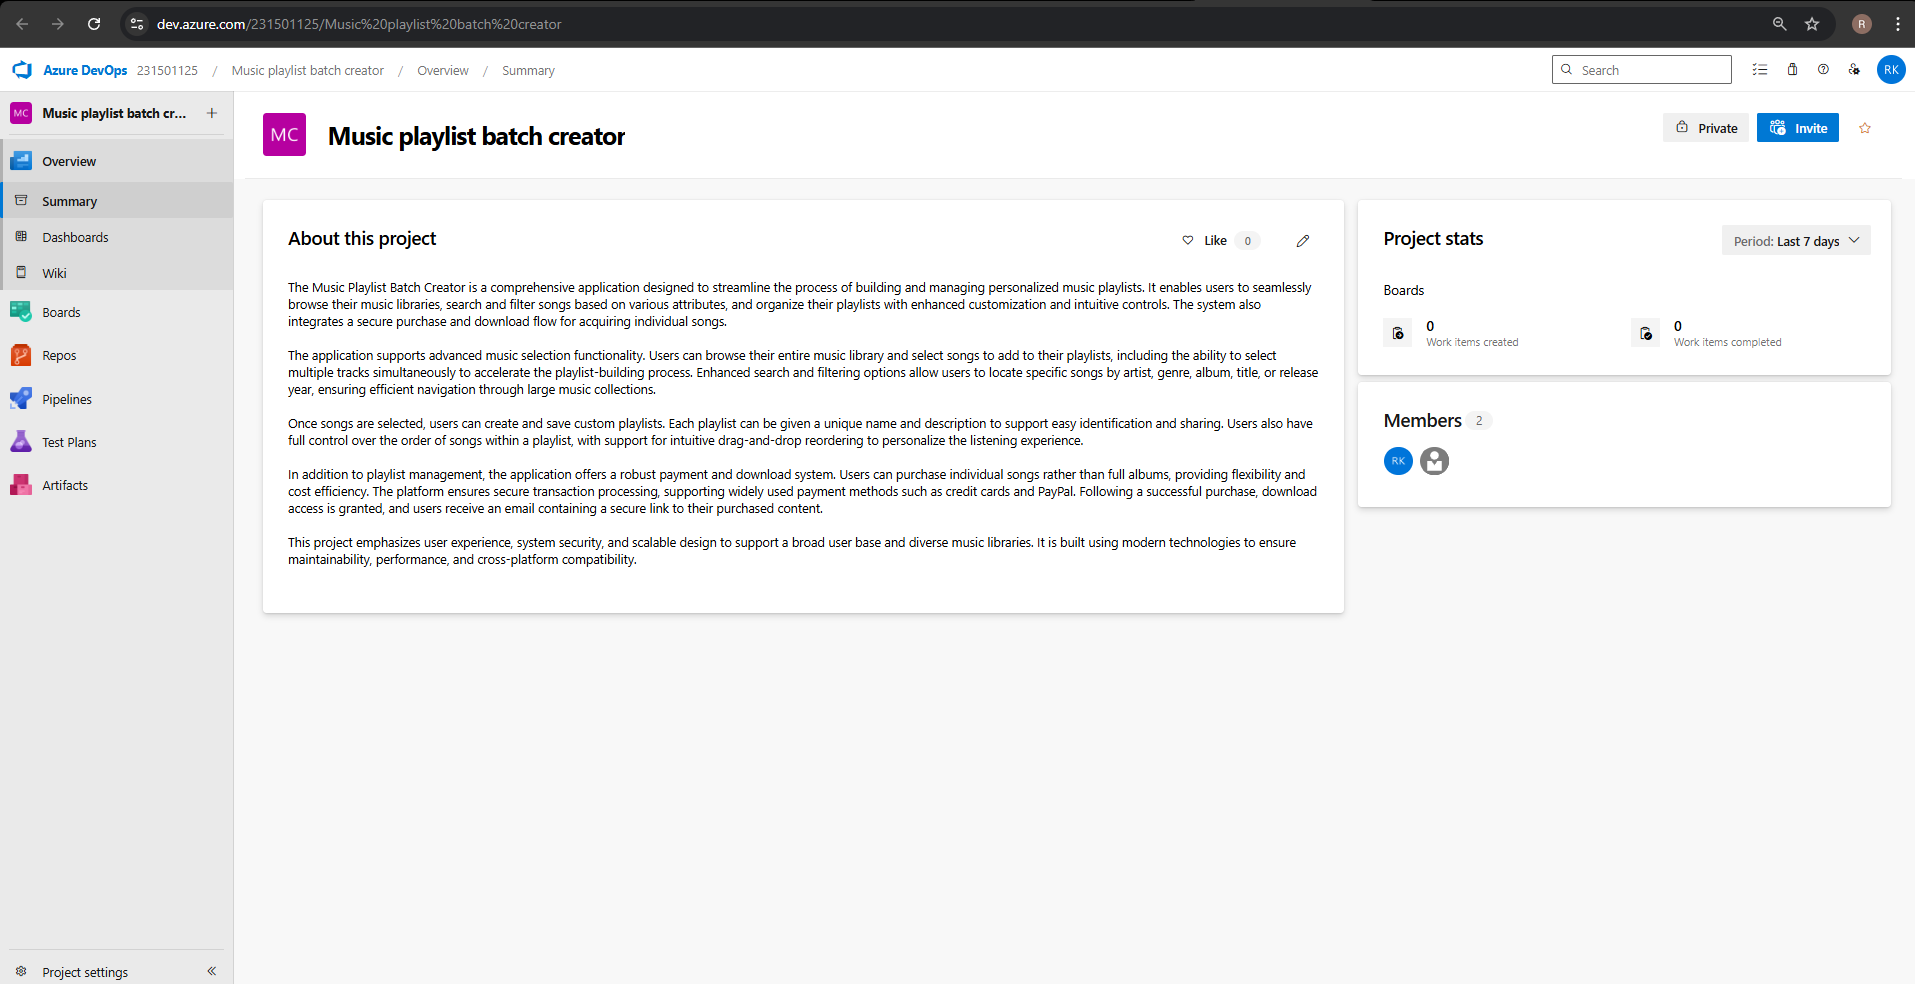 dev.azure.com/231501125/Music%20playlist%20batch%20creator
R
Azure DevOps 231501125 / Music playlist batch creator / Overview / Summary
Search
RK
MC Music playlist batch cr... +
Overview
Summary
Dashboards
Wiki
Boards
Repos
Pipelines
Test Plans
Artifacts
Project settings
MC Music playlist batch creator
Private
Invite
About this project
Like 0
The Music Playlist Batch Creator is a comprehensive application designed to streamline the process of building and managing personalized music playlists. It enables users to seamlessly
browse their music libraries, search and filter songs based on various attributes, and organize their playlists with enhanced customization and intuitive controls. The system also
integrates a secure purchase and download flow for acquiring individual songs.
The application supports advanced music selection functionality. Users can browse their entire music library and select songs to add to their playlists, including the ability to select
multiple tracks simultaneously to accelerate the playlist-building process. Enhanced search and filtering options allow users to locate specific songs by artist, genre, album, title, or release
year, ensuring efficient navigation through large music collections.
Once songs are selected, users can create and save custom playlists. Each playlist can be given a unique name and description to support easy identification and sharing. Users also have
full control over the order of songs within a playlist, with support for intuitive drag-and-drop reordering to personalize the listening experience.
In addition to playlist management, the application offers a robust payment and download system. Users can purchase individual songs rather than full albums, providing flexibility and
cost efficiency. The platform ensures secure transaction processing, supporting widely used payment methods such as credit cards and PayPal. Following a successful purchase, download
access is granted, and users receive an email containing a secure link to their purchased content.
This project emphasizes user experience, system security, and scalable design to support a broad user base and diverse music libraries. It is built using modern technologies to ensure
maintainability, performance, and cross-platform compatibility.
Project stats
Period: Last 7 days
Boards
0
Work items created
0
Work items completed
Members 2
RK